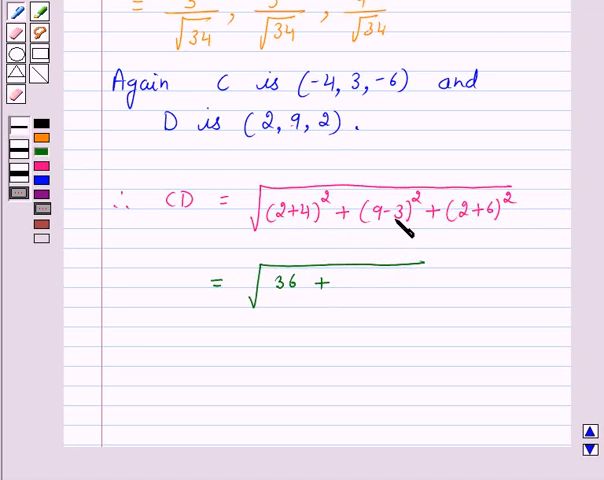 = 3/√34, 3/√34, 4/√34
Again C is (-4, 3, -6) and
D is (2, 9, 2).
∴ CD = √(2+4)² + (9-3)² + (2+6)²
= √36 +